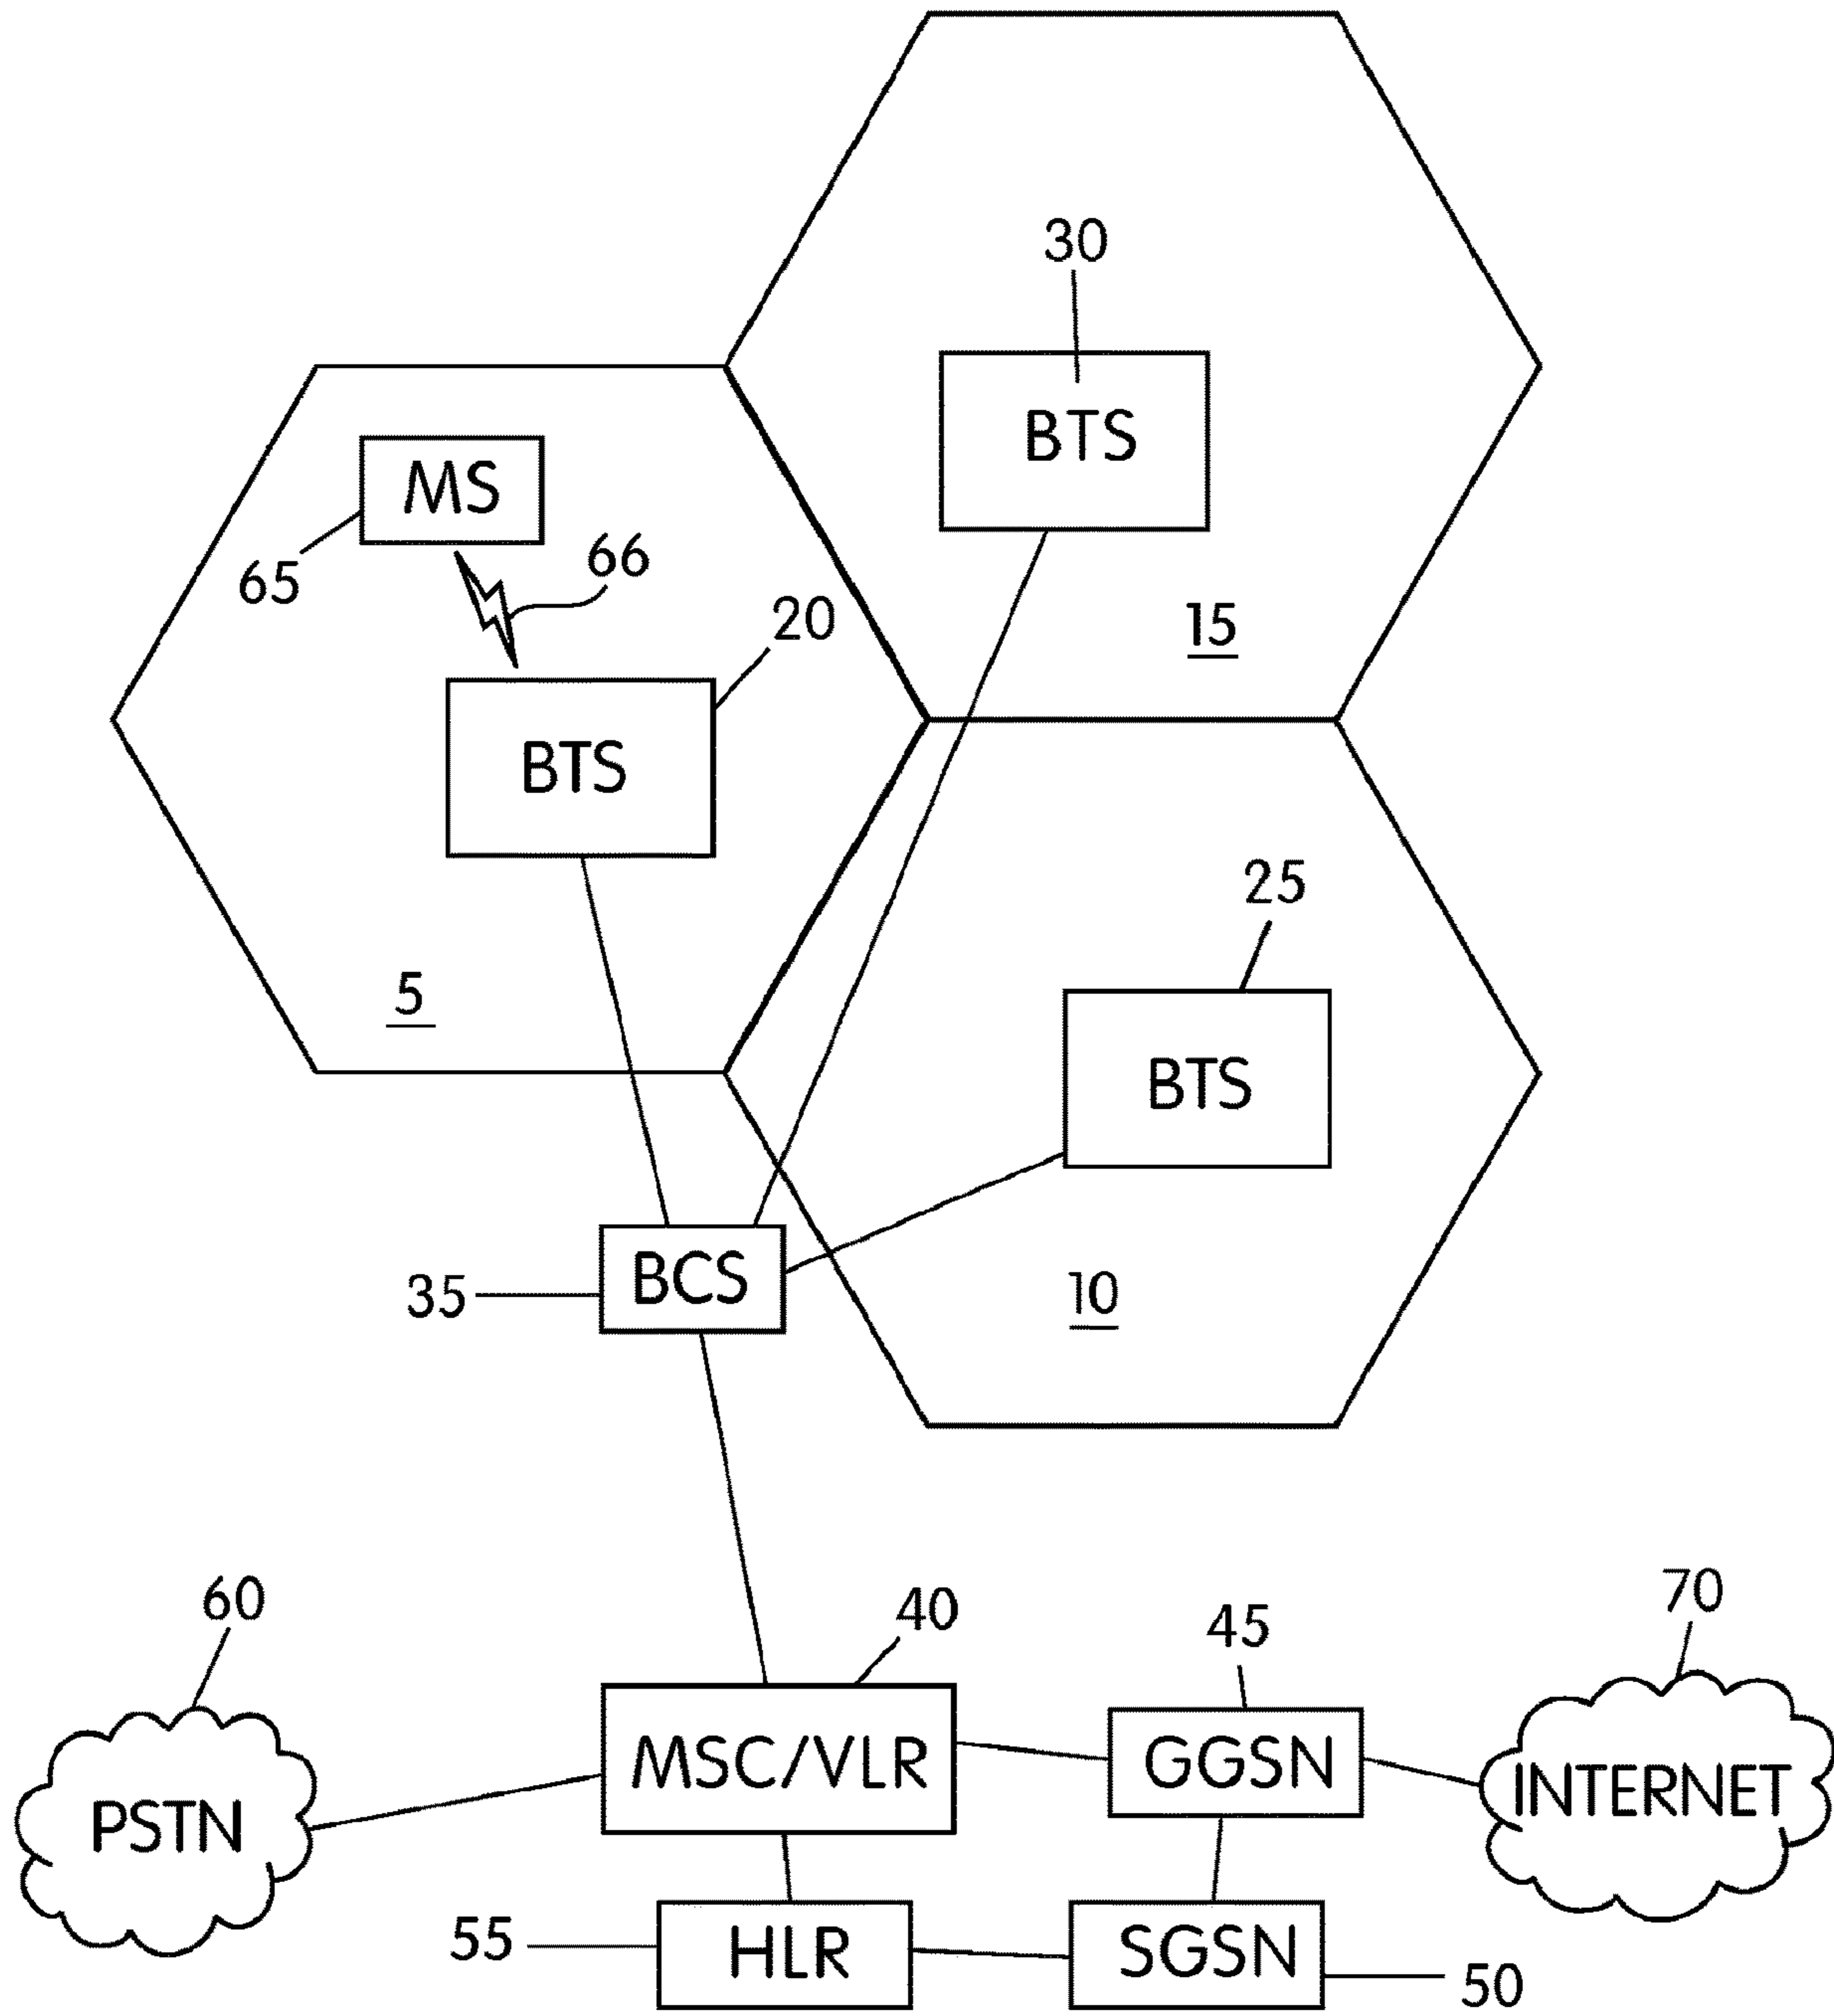 30
BTS
MS
66
65
20
15
BTS
25
5
BTS
BCS
35
10
60
70
40
45
MSC/VLR
GGSN
INTERNET
PSTN
55
HLR
SGSN
50